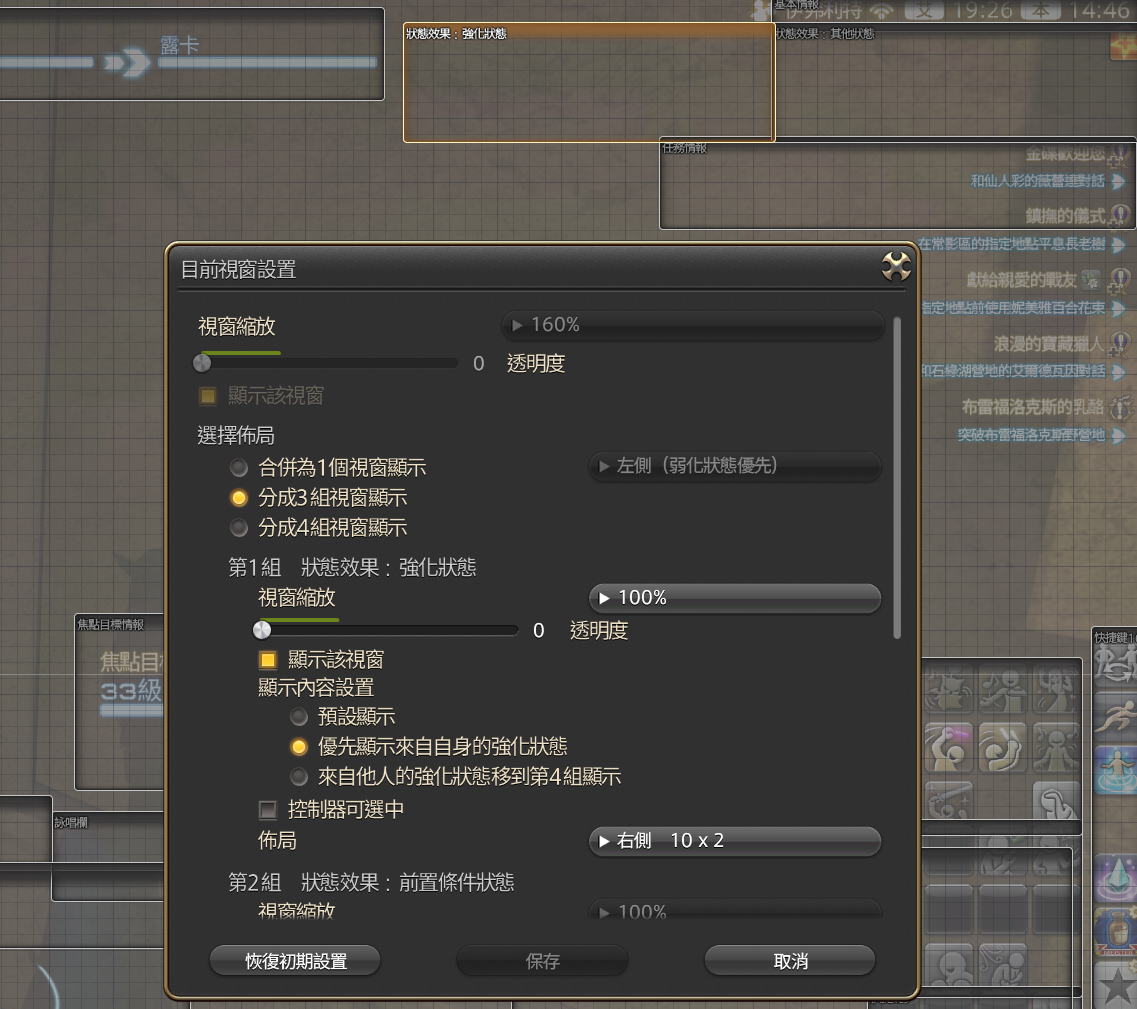 基本情報
伊弗利特 文 19:26 本 14:46
露卡
狀態效果：強化狀態
狀態效果：其他狀態
任務情報
金碟歡迎您
和仙人彩的薇薔連對話
鎮撫的儀式
在常影區的指定地點平息長老樹
獻給親愛的戰友
指定地點前使用妮美雅百合花束
浪漫的寶藏獵人
和石綠湖營地的艾爾德瓦因對話
布雷福洛克斯的乳酪
突破布雷福洛克斯野營地
目前視窗設置
視窗縮放
160%
0 透明度
顯示該視窗
選擇佈局
合併為1個視窗顯示
左側（弱化狀態優先）
分成3組視窗顯示
分成4組視窗顯示
第1組 狀態效果：強化狀態
視窗縮放
100%
0 透明度
顯示該視窗
顯示內容設置
預設顯示
優先顯示來自自身的強化狀態
來自他人的強化狀態移到第4組顯示
控制器可選中
佈局
右側 10 x 2
第2組 狀態效果：前置條件狀態
視窗縮放
100%
恢復初期設置
保存
取消
焦點目標情報
焦點目
33級
詠唱欄
快捷鍵10